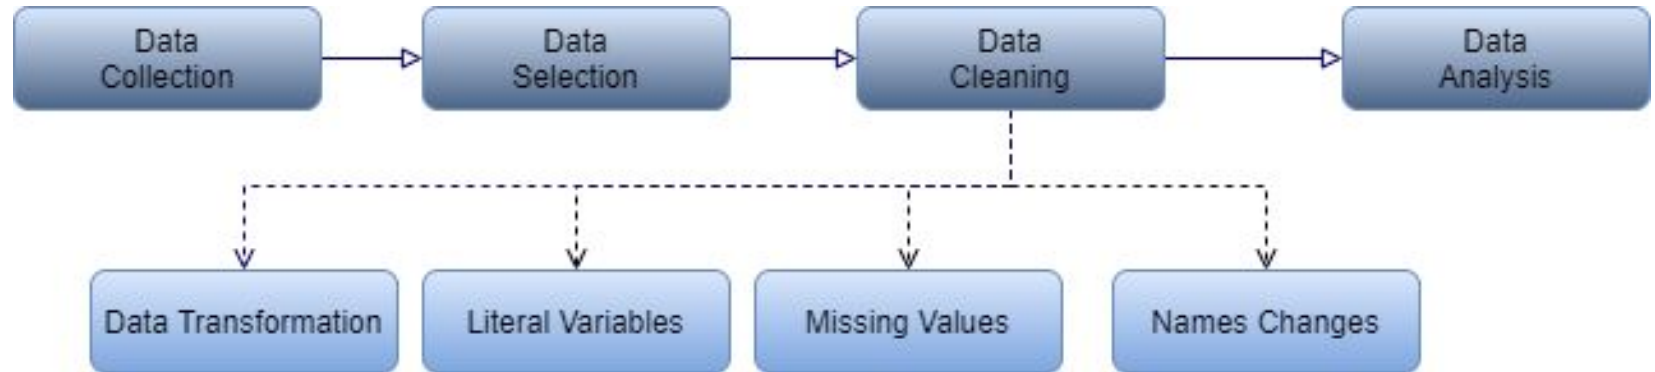 Data
Collection
Data
Selection
Data
Cleaning
Data
Analysis
Data Transformation
Literal Variables
Missing Values
Names Changes